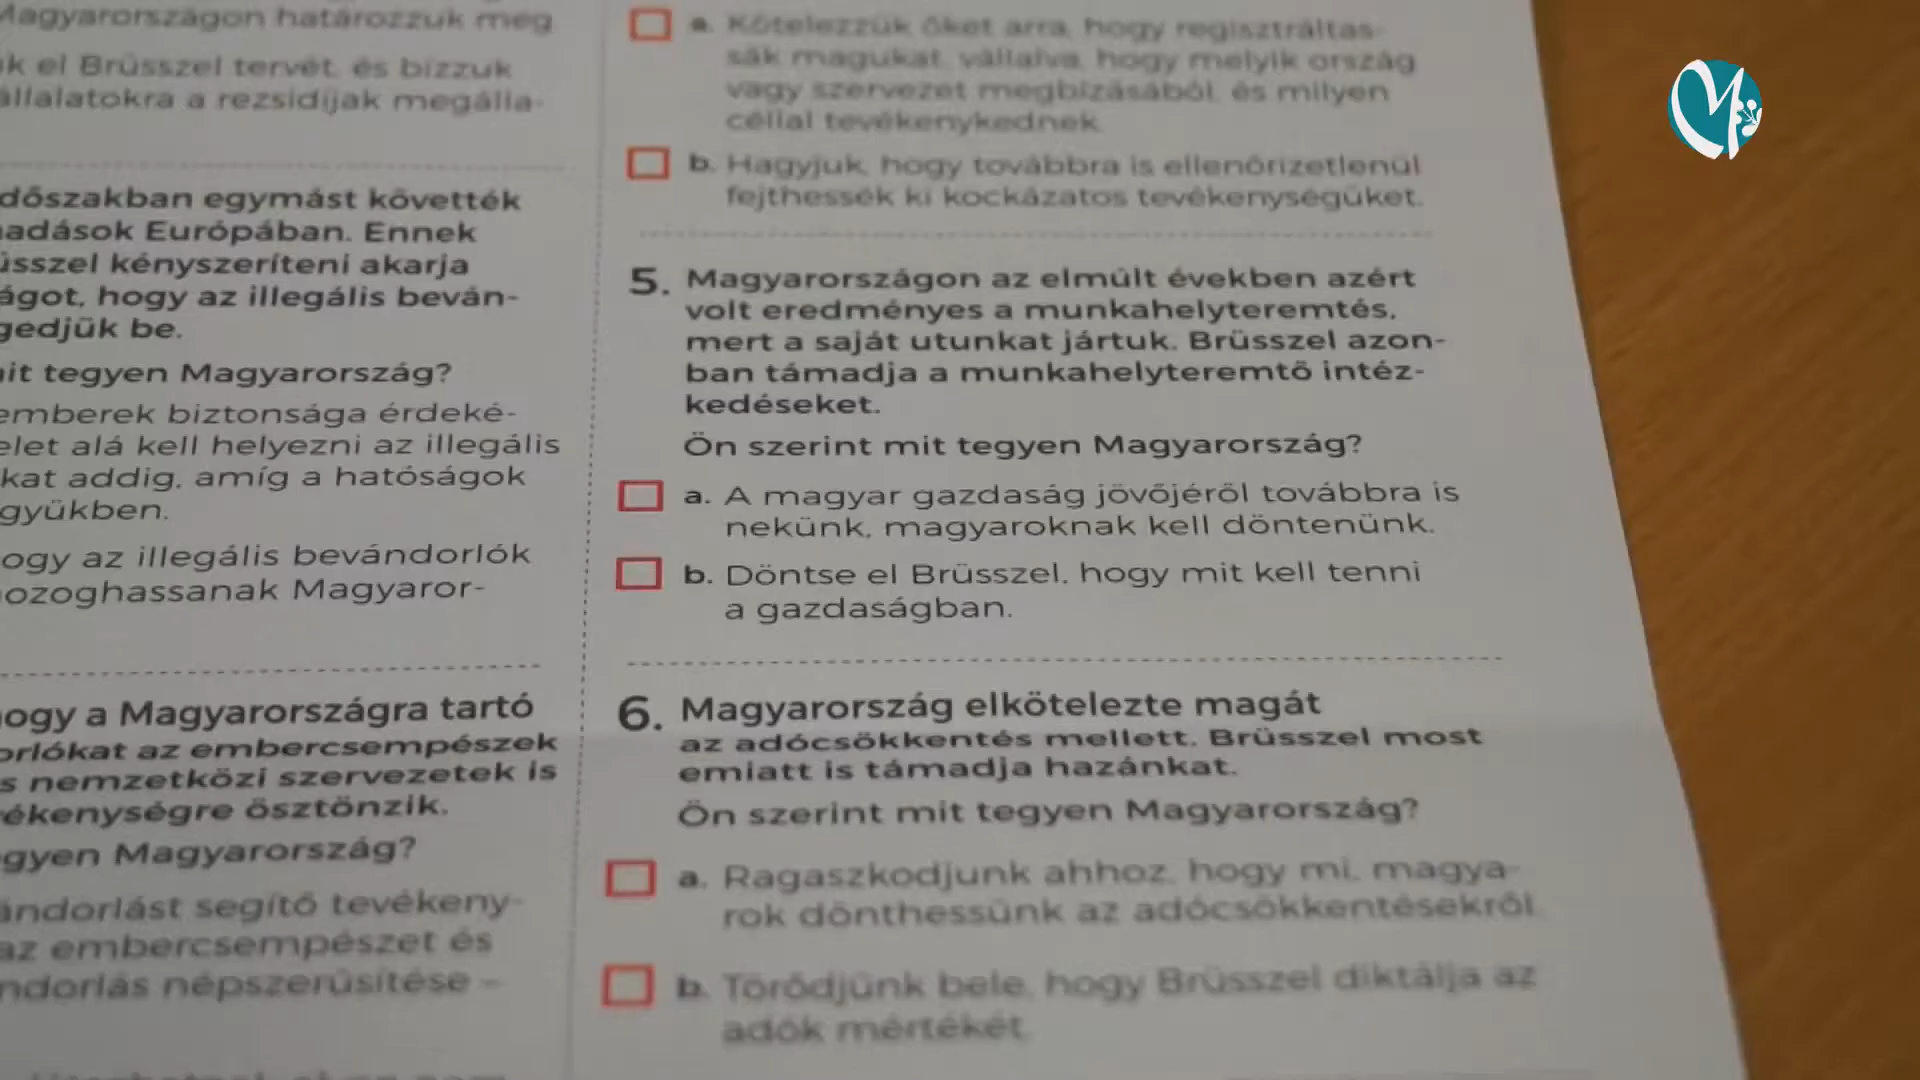 Magyarországon határozzuk meg
k el Brüsszel tervét, és bízzuk
állalatokra a rezsidíjak megálla-
dőszakban egymást követték
adások Európában. Ennek
üsszel kényszeríteni akarja
ágot, hogy az illegális beván-
gedjük be.
it tegyen Magyarország?
emberek biztonsága érdeké-
elet alá kell helyezni az illegális
kat addig, amíg a hatóságok
gyükben.
ogy az illegális bevándorlók
ozoghassanak Magyaror-
ogy a Magyarországra tartó
orlókat az embercsempészek
s nemzetközi szervezetek is
ékenységre ösztönzik.
gyen Magyarország?
ándorlást segítő tevékeny-
az embercsempészet és
ndorlás népszerűsítése –
a. Kötelezzük őket arra, hogy regisztráltas-
sák magukat, vállalva, hogy melyik ország
vagy szervezet megbízásából, és milyen
céllal tevékenykednek.
b. Hagyjuk, hogy továbbra is ellenőrizetlenül
fejthessék ki kockázatos tevékenységüket.
5. Magyarországon az elmúlt években azért
volt eredményes a munkahelyteremtés,
mert a saját utunkat jártuk. Brüsszel azon-
ban támadja a munkahelyteremtő intéz-
kedéseket.
Ön szerint mit tegyen Magyarország?
a. A magyar gazdaság jövőjéről továbbra is
nekünk, magyaroknak kell döntenünk.
b. Döntse el Brüsszel, hogy mit kell tenni
a gazdaságban.
6. Magyarország elkötelezte magát
az adócsökkentés mellett. Brüsszel most
emiatt is támadja hazánkat.
Ön szerint mit tegyen Magyarország?
a. Ragaszkodjunk ahhoz, hogy mi, magya-
rok dönthessünk az adócsökkentésekről.
b. Törődjünk bele, hogy Brüsszel diktálja az
adók mértékét.